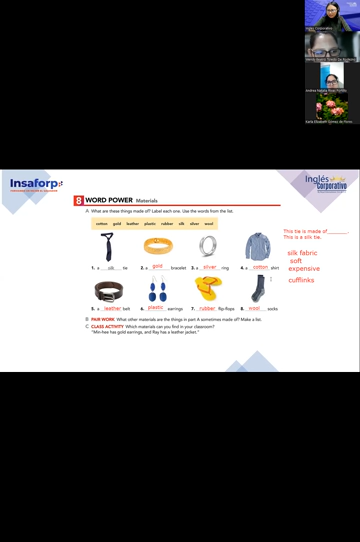 Inglés Corporativo
Insaforp
Inglés
Corporativo
8 WORD POWER Materials
A What are these things made of? Label each one. Use the words from the list.
cotton gold leather plastic rubber silk silver wool
This tie is made of_______.
This is a silk tie.
1. a silk tie
2. a gold bracelet
3. a silver ring
4. a cotton shirt
silk fabric
soft
expensive
cufflinks
5. a leather belt
6. plastic earrings
7. rubber flip-flops
8. wool socks
B PAIR WORK What other materials are the things in part A sometimes made of? Make a list.
C CLASS ACTIVITY Which materials can you find in your classroom?
"Min-hee has gold earrings, and Ray has a leather jacket."